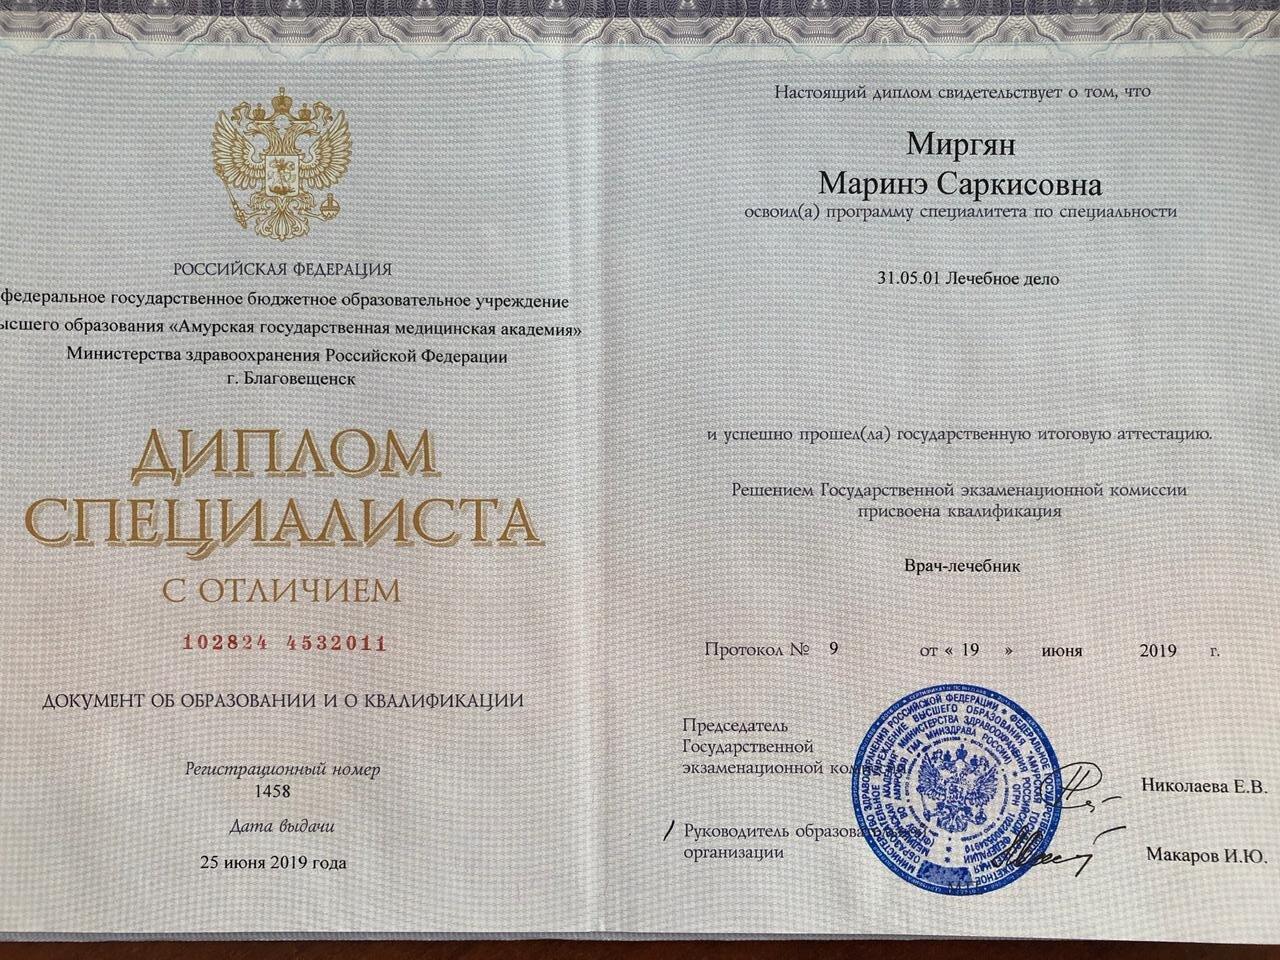 РОССИЙСКАЯ ФЕДЕРАЦИЯ
федеральное государственное бюджетное образовательное учреждение
ысшего образования «Амурская государственная медицинская академия»
Министерства здравоохранения Российской Федерации
г. Благовещенск
ДИПЛОМ
СПЕЦИАЛИСТА
С ОТЛИЧИЕМ
102824 4532011
ДОКУМЕНТ ОБ ОБРАЗОВАНИИ И О КВАЛИФИКАЦИИ
Регистрационный номер
1458
Дата выдачи
25 июня 2019 года
Настоящий диплом свидетельствует о том, что
Миргян
Маринэ Саркисовна
освоил(а) программу специалитета по специальности
31.05.01 Лечебное дело
и успешно прошел(ла) государственную итоговую аттестацию.
Решением Государственной экзаменационной комиссии
присвоена квалификация
Врач-лечебник
Протокол № 9 от « 19 » июня 2019 г.
Председатель
Государственной
экзаменационной
Николаева Е.В.
Руководитель
организации
Макаров И.Ю.